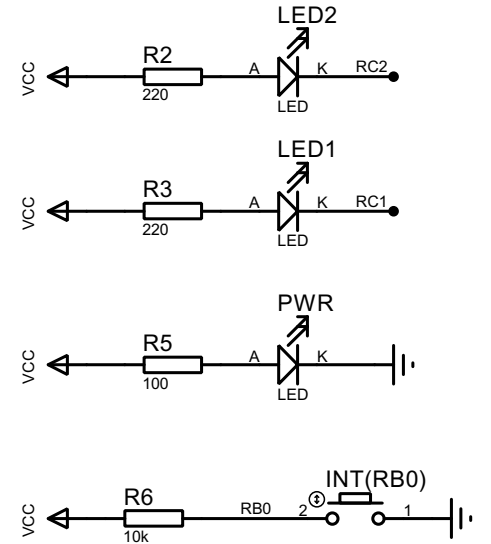 LED2
R2
VCC
A
K
RC2
220
LED
LED1
R3
VCC
A
K
RC1
220
LED
PWR
R5
VCC
A
K
100
LED
INT(RB0)
R6
VCC
RB0
2
1
10k